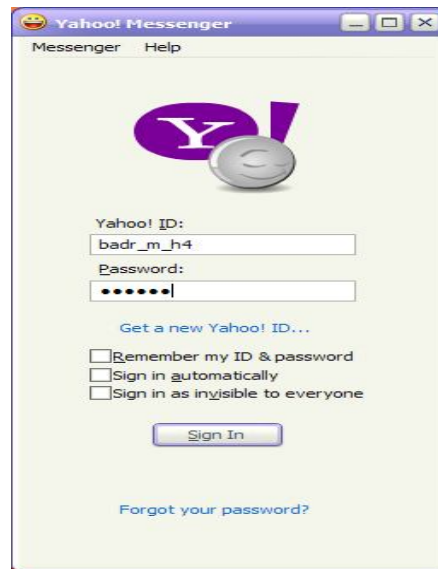 Yahoo! Messenger
Messenger Help
Y!
Yahoo! ID:
badr_m_h4
Password:
••••••
Get a new Yahoo! ID...
Remember my ID & password
Sign in automatically
Sign in as invisible to everyone
Sign In
Forgot your password?